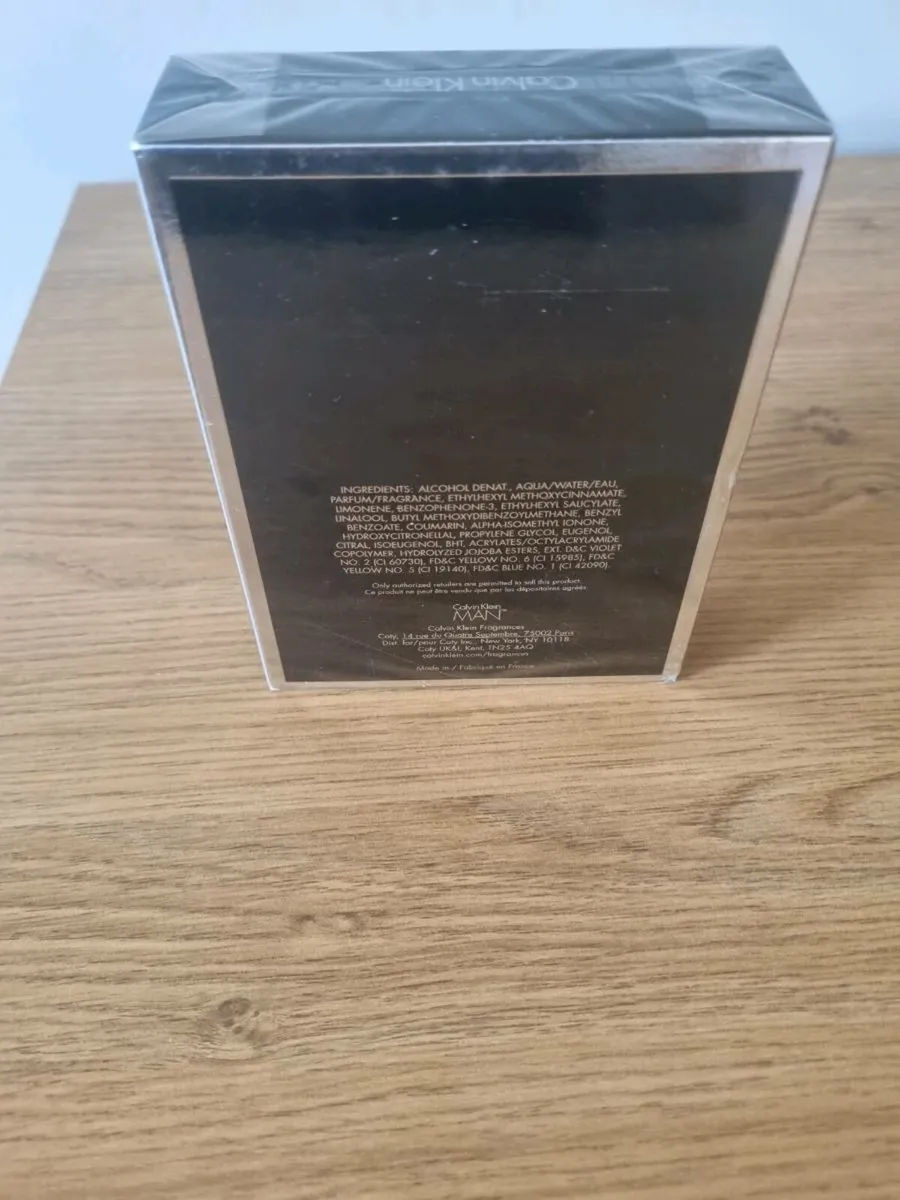 Calvin Klein
INGREDIENTS: ALCOHOL DENAT., AQUA/WATER/EAU,
PARFUM/FRAGRANCE, ETHYLHEXYL METHOXYCINNAMATE,
LIMONENE, BENZOPHENONE-3, ETHYLHEXYL SALICYLATE,
LINALOOL, BUTYL METHOXYDIBENZOYLMETHANE, BENZYL
BENZOATE, COUMARIN, ALPHA-ISOMETHYL IONONE,
HYDROXYCITRONELLAL, PROPYLENE GLYCOL, EUGENOL,
CITRAL, ISOEUGENOL, BHT, ACRYLATES/OCTYLACRYLAMIDE
COPOLYMER, HYDROLYZED JOJOBA ESTERS, EXT. D&C VIOLET
NO. 2 (CI 60730), FD&C YELLOW NO. 6 (CI 15985), FD&C
YELLOW NO. 5 (CI 19140), FD&C BLUE NO. 1 (CI 42090).
Only authorized retailers are permitted to sell this product.
Ce produit ne peut être vendu que par les dépositaires agréés.
Calvin Klein
MAN™
Calvin Klein Fragrances
Coty, 14 rue du Quatre Septembre, 75002 Paris
Dist. for/pour Coty Inc., New York, NY 10118
Coty UK&I, Kent, TN25 4AQ
calvinklein.com/fragrances
Made in / Fabriqué en France